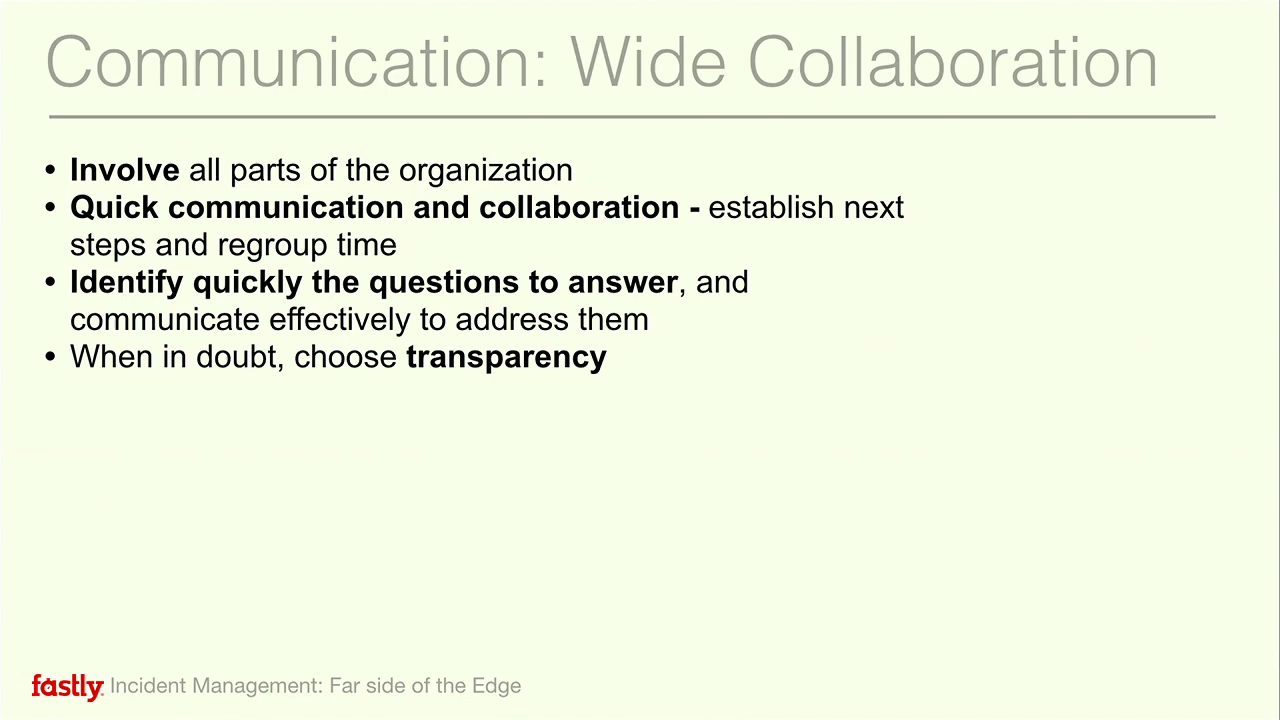 Communication: Wide Collaboration
• Involve all parts of the organization
• Quick communication and collaboration - establish next
steps and regroup time
• Identify quickly the questions to answer, and
communicate effectively to address them
• When in doubt, choose transparency
fastly. Incident Management: Far side of the Edge